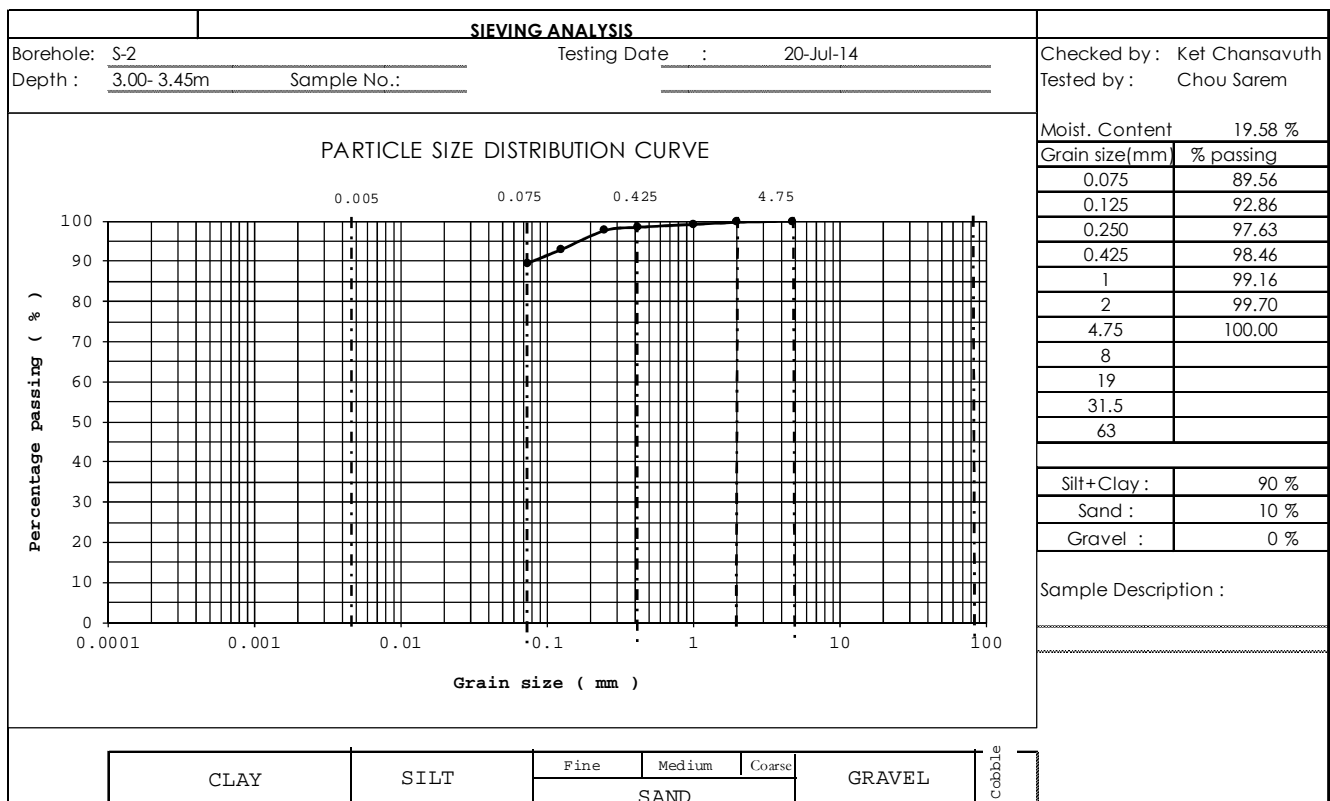 SIEVING ANALYSIS
Borehole: S-2 Testing Date : 20-Jul-14
Depth : 3.00- 3.45m Sample No.:
Checked by : Ket Chansavuth
Tested by : Chou Sarem
Moist. Content 19.58 %
Grain size(mm) % passing
0.075 89.56
0.125 92.86
0.250 97.63
0.425 98.46
1 99.16
2 99.70
4.75 100.00
8
19
31.5
63
Silt+Clay : 90 %
Sand : 10 %
Gravel : 0 %
Sample Description :
PARTICLE SIZE DISTRIBUTION CURVE
0.005 0.075 0.425 4.75
100
90
80
70
60
50
40
30
20
10
0
Percentage passing ( % )
0.0001 0.001 0.01 0.1 1 10 100
Grain size ( mm )
CLAY SILT Fine Medium Coarse GRAVEL Cobble
SAND